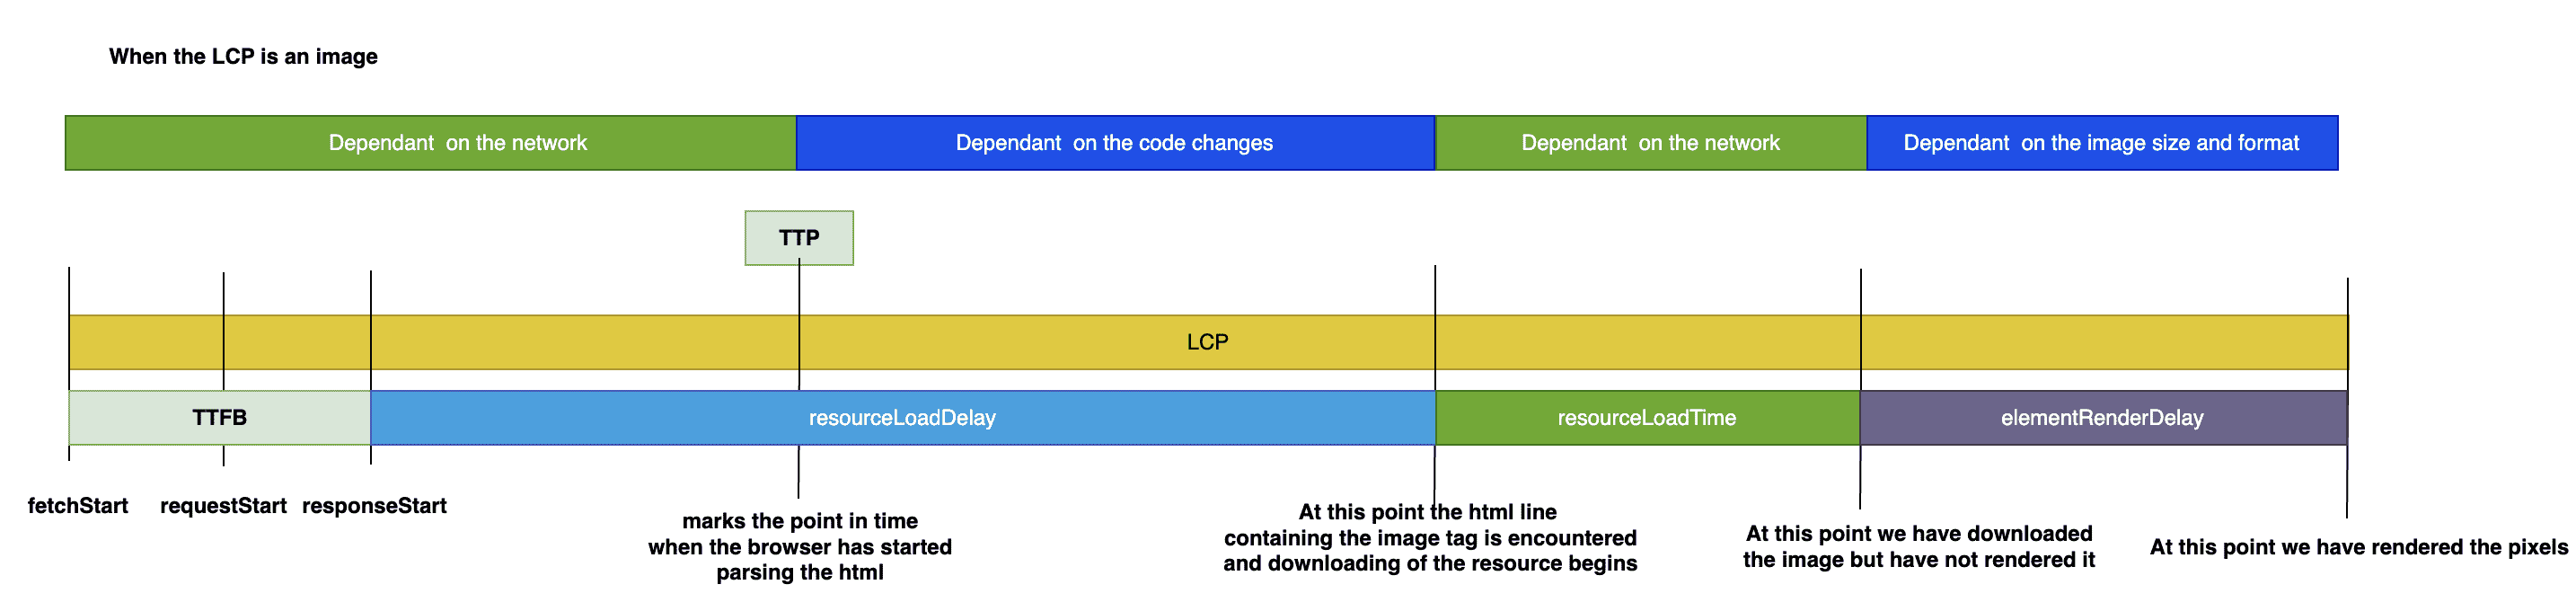 When the LCP is an image
Dependant on the network
Dependant on the code changes
Dependant on the network
Dependant on the image size and format
TTP
LCP
TTFB
resourceLoadDelay
resourceLoadTime
elementRenderDelay
fetchStart
requestStart
responseStart
marks the point in time
when the browser has started
parsing the html
At this point the html line
containing the image tag is encountered
and downloading of the resource begins
At this point we have downloaded
the image but have not rendered it
At this point we have rendered the pixels